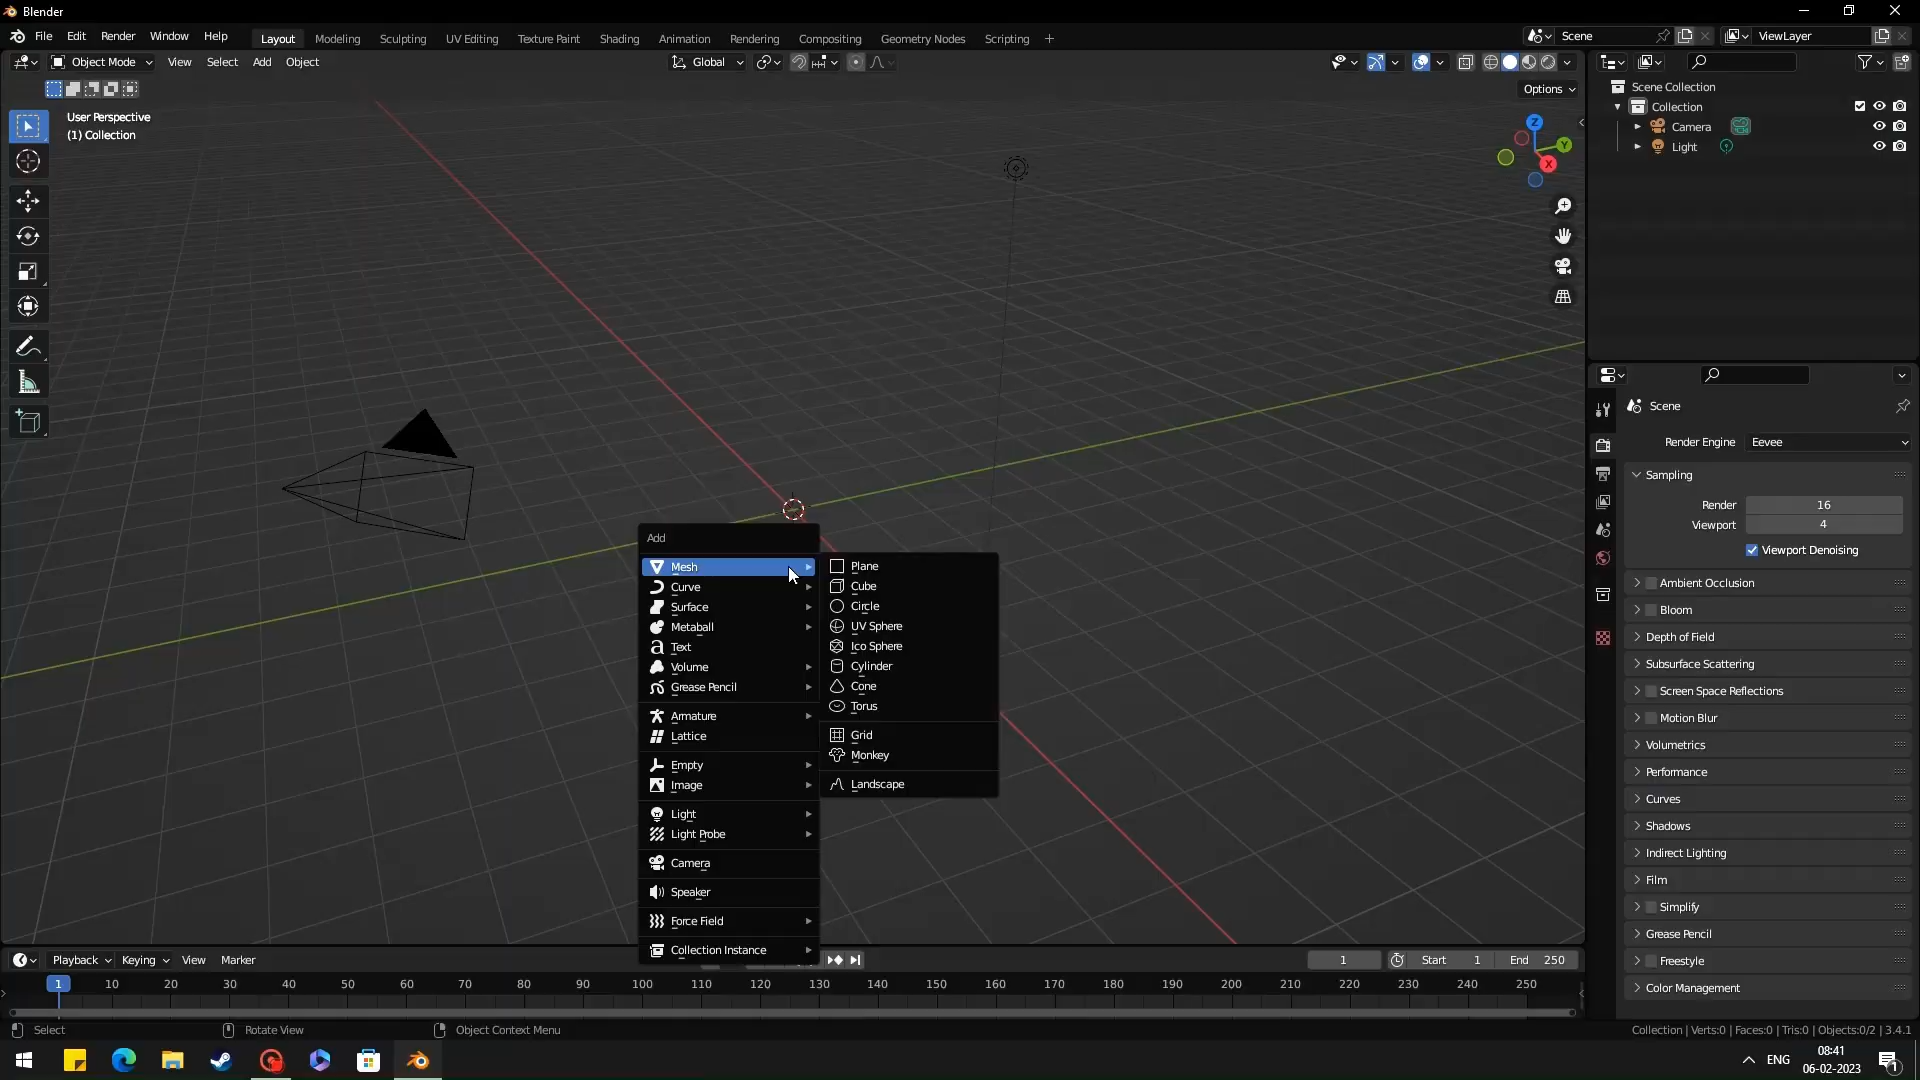 Blender
File Edit Render Window Help Layout Modeling Sculpting UV Editing Texture Paint Shading Animation Rendering Compositing Geometry Nodes Scripting + Scene ViewLayer
Object Mode View Select Add Object Global
Options
User Perspective
(1) Collection
Z
Y
X
Scene Collection
Collection
Camera
Light
Add
Mesh
Curve
Surface
Metaball
Text
Volume
Grease Pencil
Armature
Lattice
Empty
Image
Light
Light Probe
Camera
Speaker
Force Field
Collection Instance
Plane
Cube
Circle
UV Sphere
Ico Sphere
Cylinder
Cone
Torus
Grid
Monkey
Landscape
Scene
Render Engine Eevee
Sampling
Render 16
Viewport 4
Viewport Denoising
Ambient Occlusion
Bloom
Depth of Field
Subsurface Scattering
Screen Space Reflections
Motion Blur
Volumetrics
Performance
Curves
Shadows
Indirect Lighting
Film
Simplify
Grease Pencil
Freestyle
Color Management
Playback Keying View Marker 1 Start 1 End 250
1 10 20 30 40 50 60 70 80 90 100 110 120 130 140 150 160 170 180 190 200 210 220 230 240 250
Select Rotate View Object Context Menu Collection | Verts:0 | Faces:0 | Tris:0 | Objects:0/2 | 3.4.1
ENG
08:41
06-02-2023
1